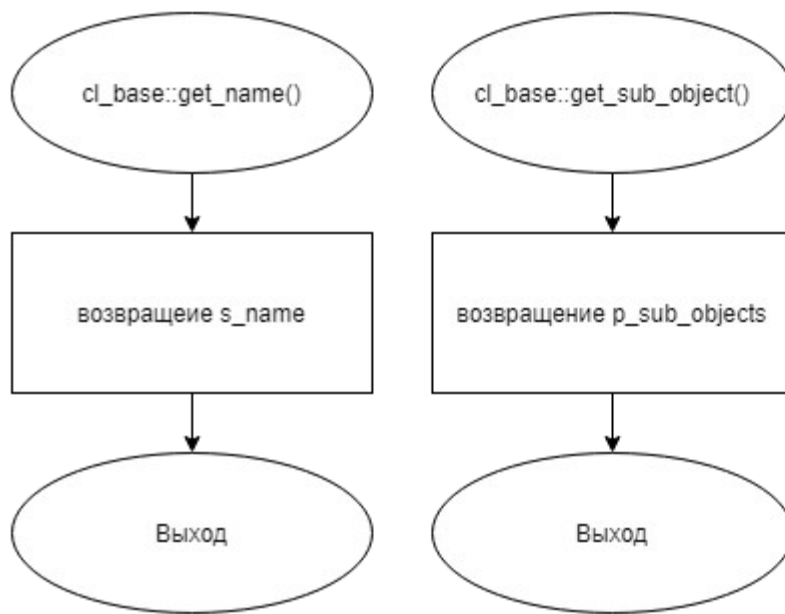 cl_base::get_name()
возвращеие s_name
Выход
cl_base::get_sub_object()
возвращение p_sub_objects
Выход